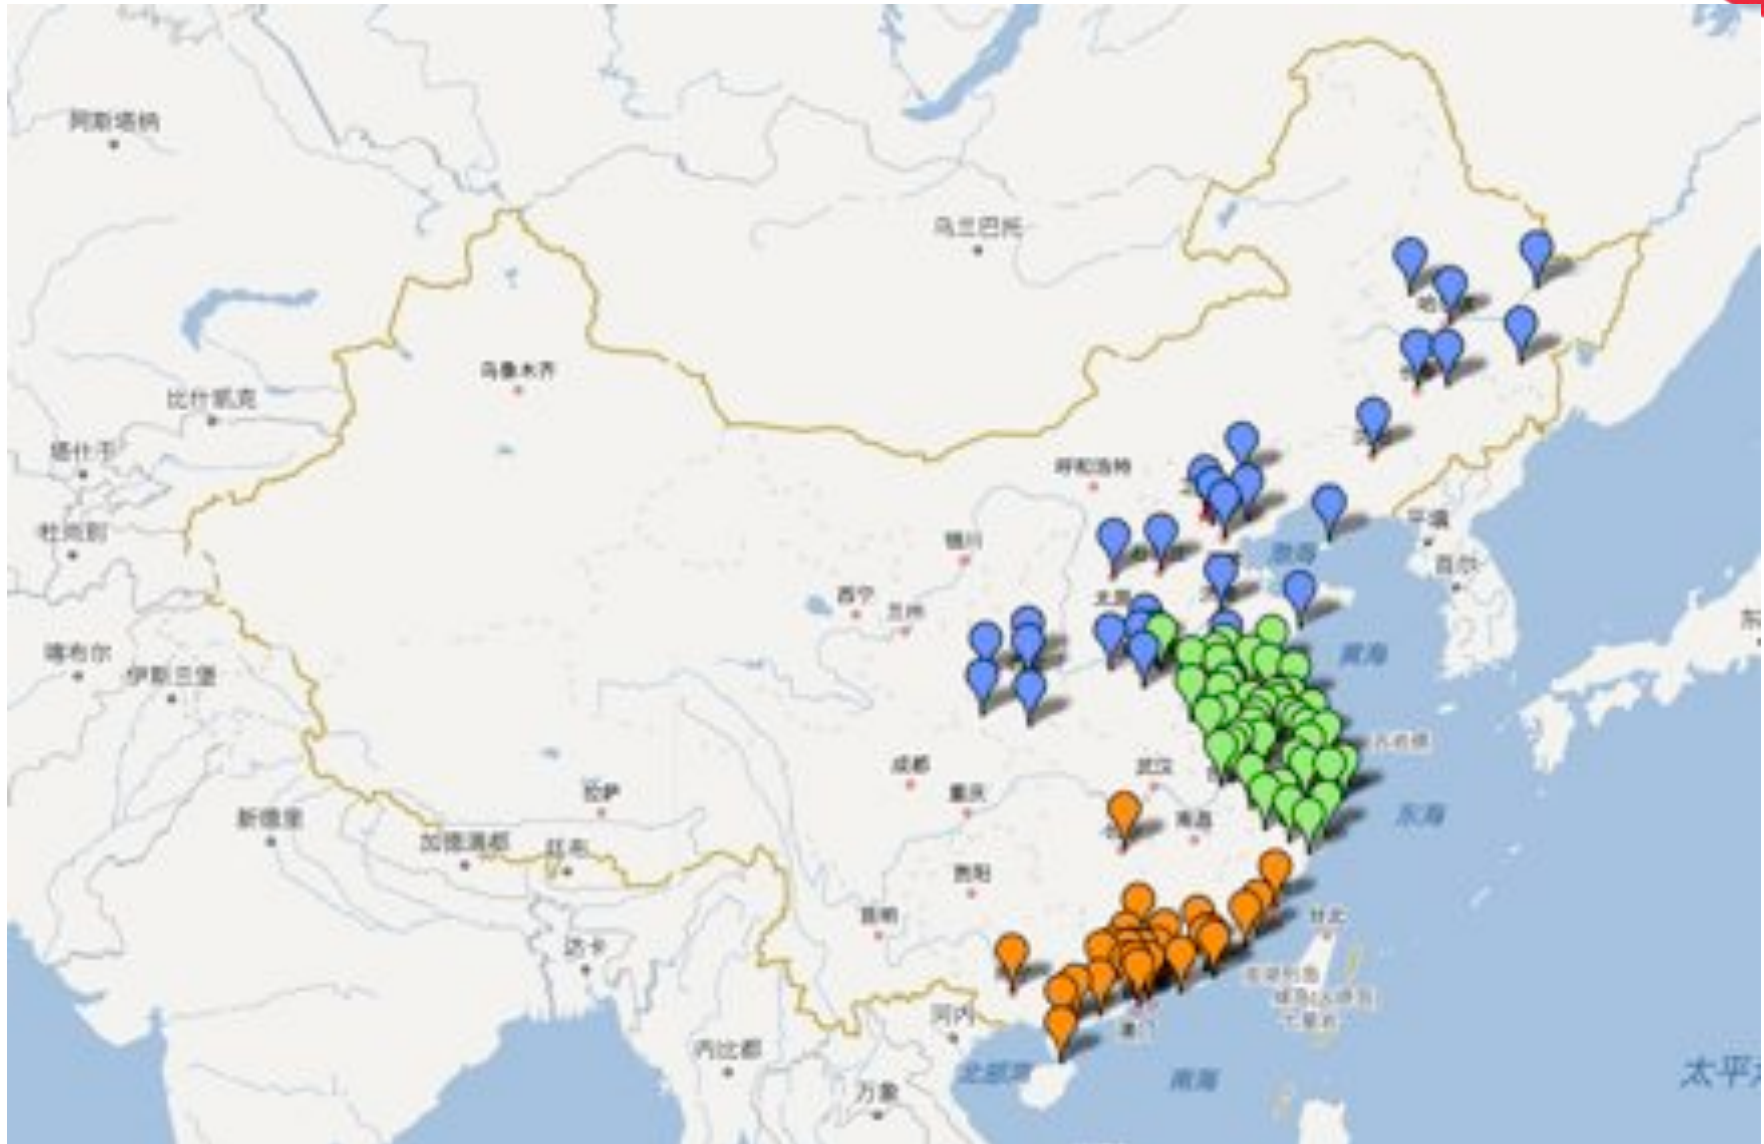 阿斯塔纳
乌兰巴托
乌鲁木齐
比什凯克
塔什干
呼和浩特
杜尚别
平壤
银川
渤海
首尔
西宁
兰州
太原
喀布尔
伊斯兰堡
黄海
成都
武汉
重庆
拉萨
南昌
东海
新德里
加德满都
廷布
贵阳
昆明
台北
达卡
河内
澳门
内比都
北部湾
南海
太平
万象